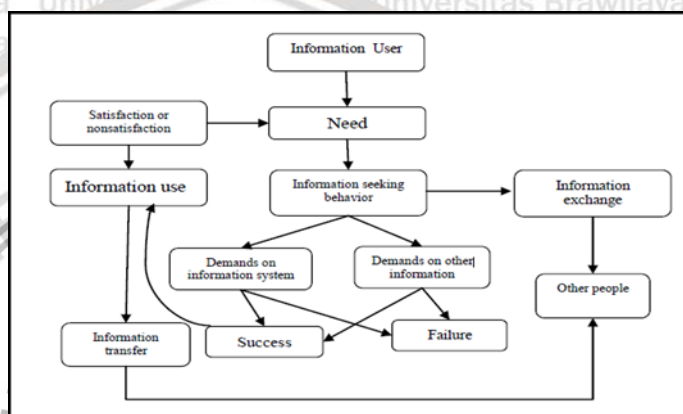 Universitas Brawijaya
Information User
Satisfaction or
nonsatisfaction
Need
Information use
Information seeking
behavior
Information
exchange
Demands on
information system
Demands on other
information
Other people
Information
transfer
Success
Failure